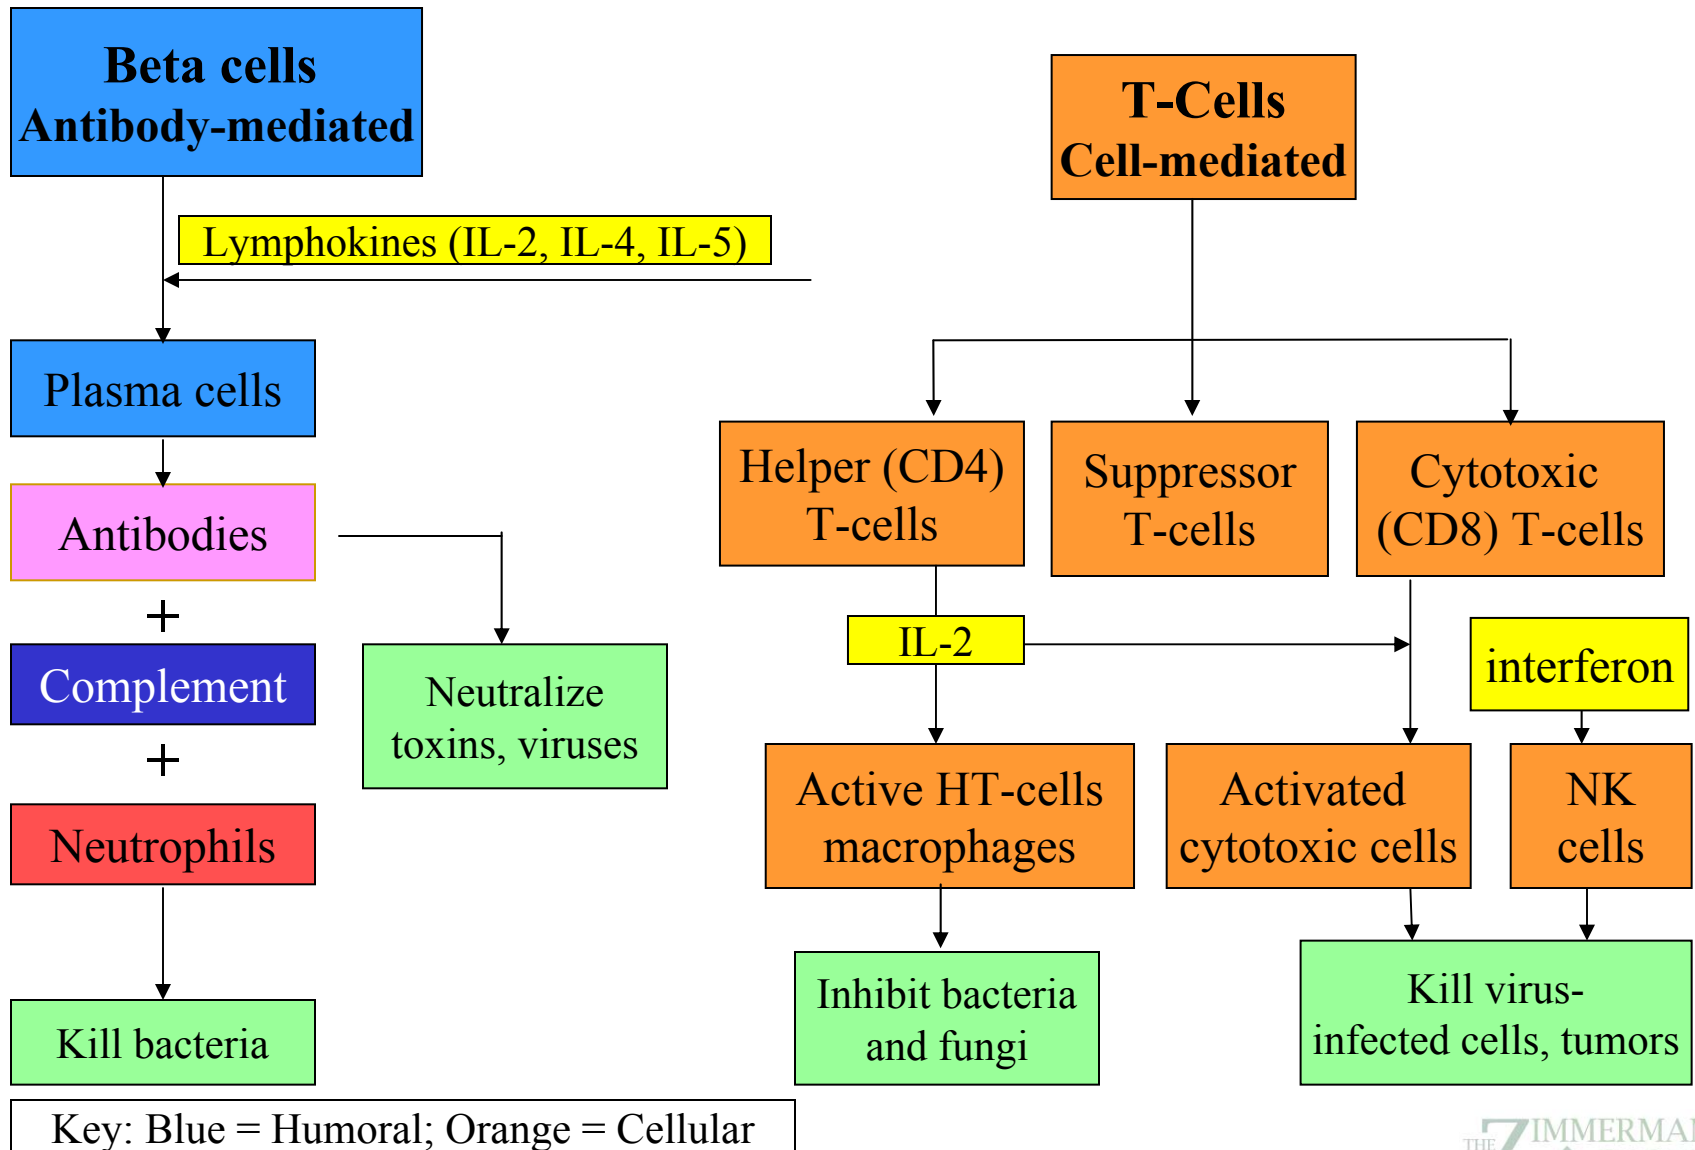 Beta cells
Antibody-mediated
T-Cells
Cell-mediated
Lymphokines (IL-2, IL-4, IL-5)
Plasma cells
Helper (CD4)
T-cells
Suppressor
T-cells
Cytotoxic
(CD8) T-cells
Antibodies
+
IL-2
interferon
Complement
Neutralize
toxins, viruses
+
Active HT-cells
macrophages
Activated
cytotoxic cells
NK
cells
Neutrophils
Inhibit bacteria
and fungi
Kill virus-
infected cells, tumors
Kill bacteria
Key: Blue = Humoral; Orange = Cellular
THE ZIMMERMAN